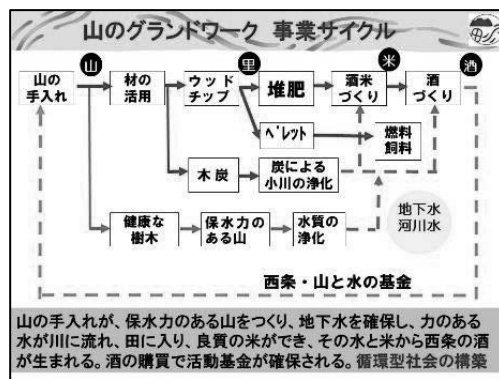 山のグランドワーク 事業サイクル
山 里 米 酒
山の
手入れ
材の
活用
ウッド
チップ
堆肥
酒米
づくり
酒
づくり
ペレット
燃料
飼料
木炭
炭による
小川の浄化
健康な
樹木
保水力の
ある山
水質の
浄化
地下水
河川水
西条・山と水の基金
山の手入れが、保水力のある山をつくり、地下水を確保し、力のある
水が川に流れ、田に入り、良質の米ができ、その水と米から西条の酒
が生まれる。酒の購買で活動基金が確保される。循環型社会の構築